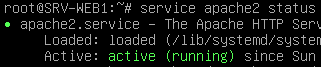 root@SRV-WEB1:~# service apache2 status
● apache2.service - The Apache HTTP Serv
Loaded: loaded (/lib/systemd/system
Active: active (running) since Sun